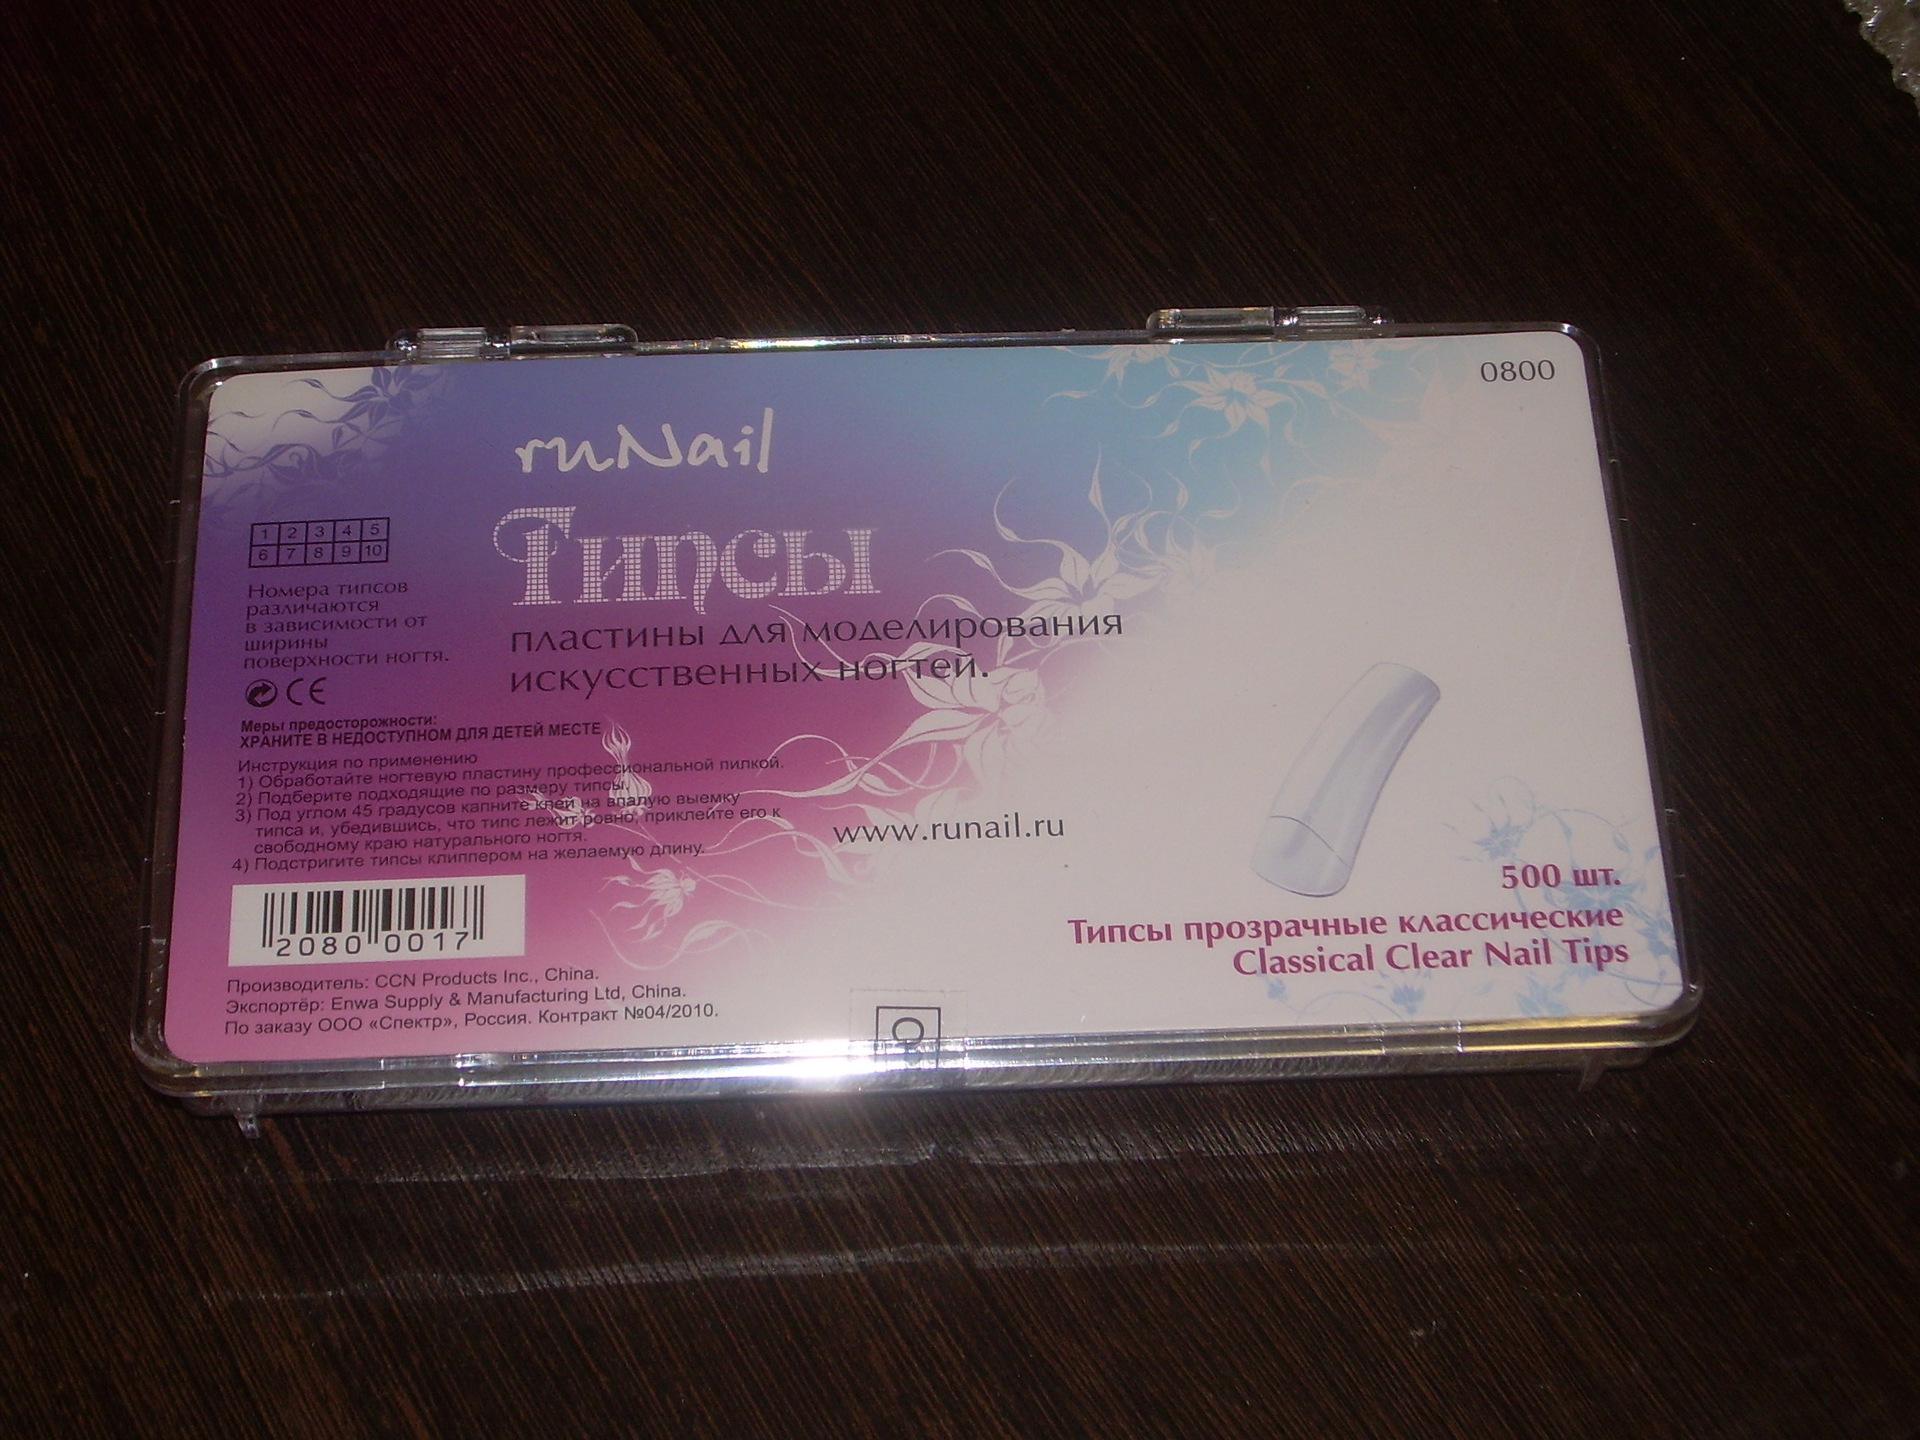 0800
ruNail
Типсы
пластины для моделирования
искусственных ногтей.
1 2 3 4 5
6 7 8 9 10
Номера типсов
различаются
в зависимости от
ширины
поверхности ногтя.
CE
Меры предосторожности:
ХРАНИТЕ В НЕДОСТУПНОМ ДЛЯ ДЕТЕЙ МЕСТЕ
Инструкция по применению
1) Обработайте ногтевую пластину профессиональной пилкой.
2) Подберите подходящие по размеру типсы.
3) Под углом 45 градусов капните клей на впалую выемку
типса и, убедившись, что типс лежит ровно, приклейте его к
свободному краю натурального ногтя.
4) Подстригите типсы клиппером на желаемую длину.
2080 0017
Производитель: CCN Products Inc., China.
Экспортёр: Enwa Supply & Manufacturing Ltd, China.
По заказу ООО «Спектр», Россия. Контракт №04/2010.
www.runail.ru
500 шт.
Типсы прозрачные классические
Classical Clear Nail Tips